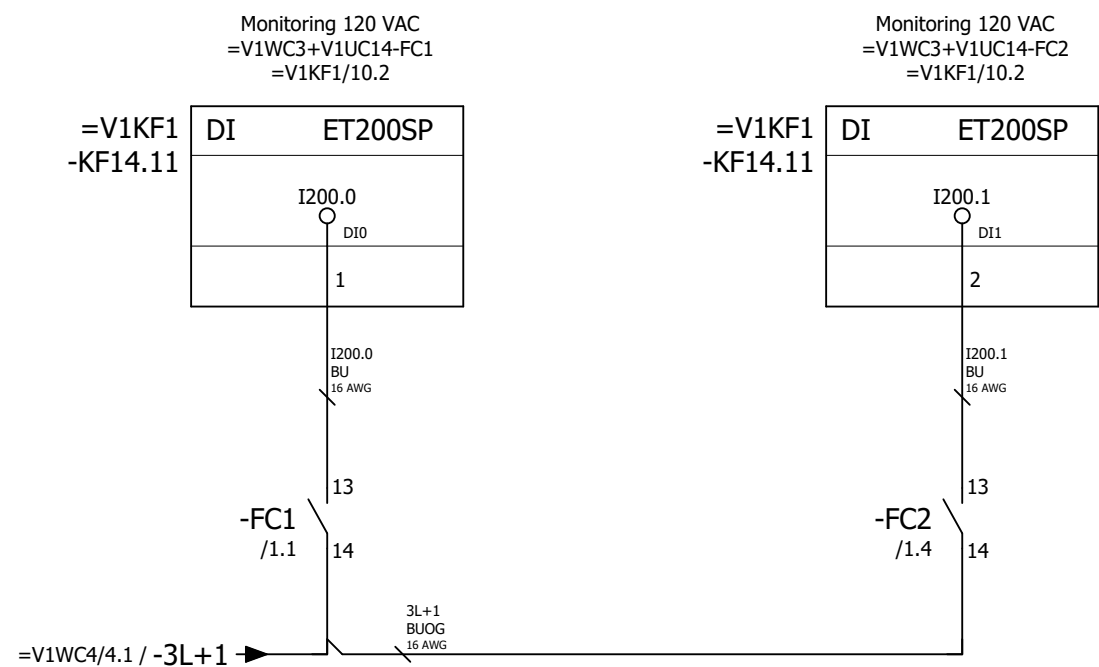 Monitoring 120 VAC
=V1WC3+V1UC14-FC1
=V1KF1/10.2
=V1KF1
-KF14.11
DI ET200SP
I200.0
DI0
1
I200.0
BU
16 AWG
13
-FC1
/1.1
14
Monitoring 120 VAC
=V1WC3+V1UC14-FC2
=V1KF1/10.2
=V1KF1
-KF14.11
DI ET200SP
I200.1
DI1
2
I200.1
BU
16 AWG
13
-FC2
/1.4
14
3L+1
BUOG
16 AWG
=V1WC4/4.1 / -3L+1